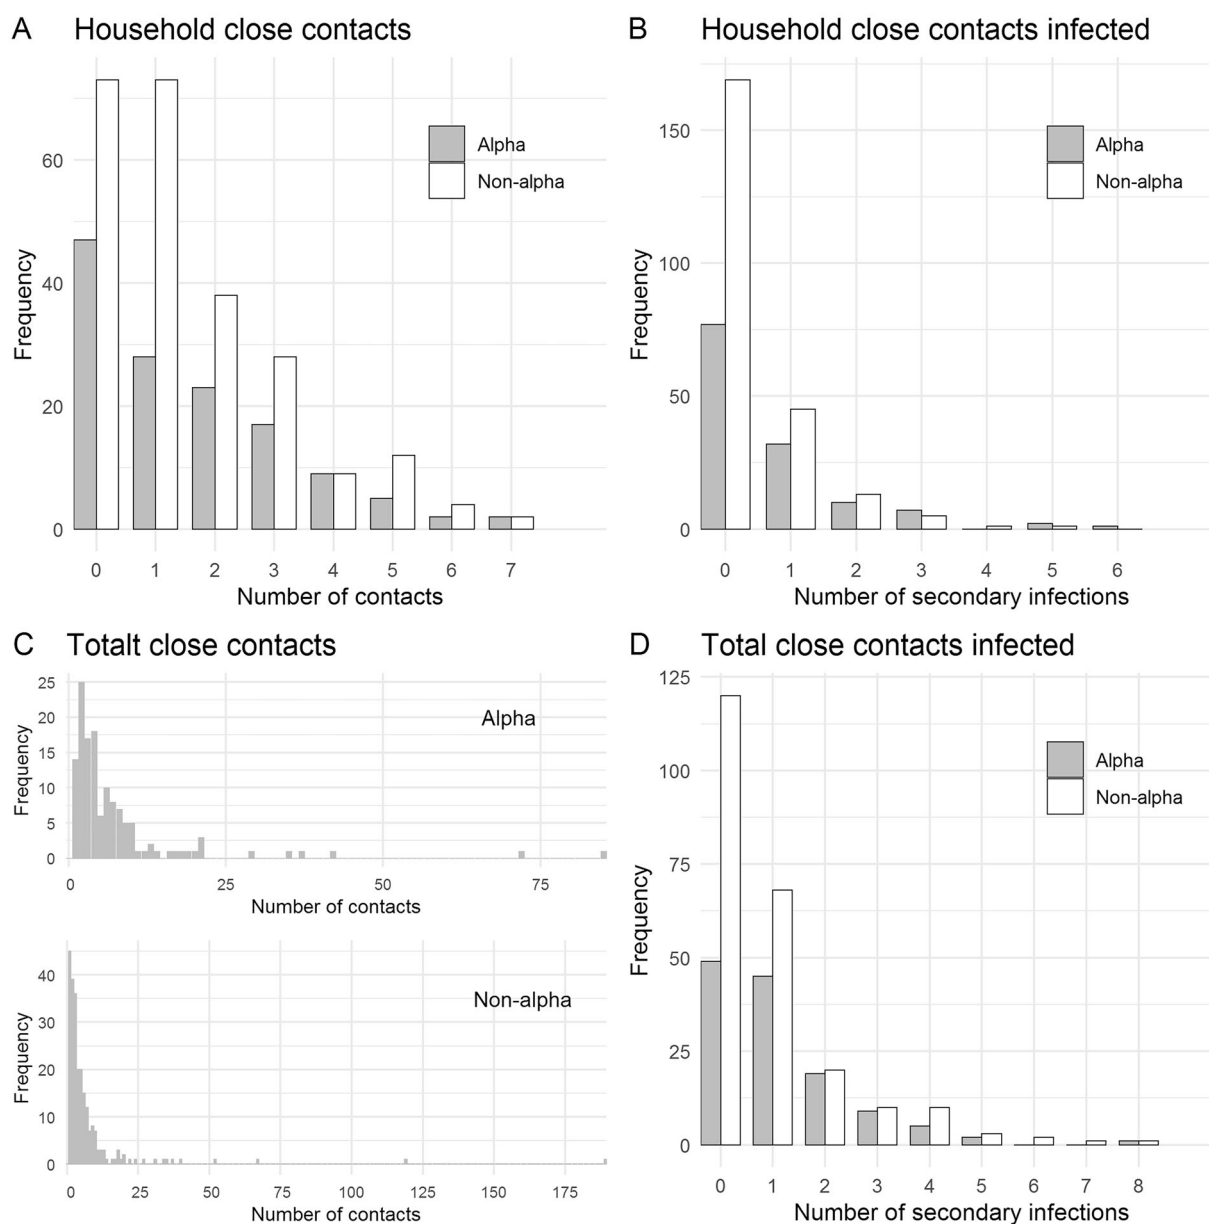 A Household close contacts
60
40
20
0
Frequency
Alpha
Non-alpha
0 1 2 3 4 5 6 7
Number of contacts
B Household close contacts infected
150
100
50
0
Frequency
Alpha
Non-alpha
0 1 2 3 4 5 6
Number of secondary infections
C Totalt close contacts
25
20
15
10
5
0
Frequency
Alpha
0 25 50 75
Number of contacts
40
30
20
10
0
Frequency
Non-alpha
0 25 50 75 100 125 150 175
Number of contacts
D Total close contacts infected
125
100
75
50
25
0
Frequency
Alpha
Non-alpha
0 1 2 3 4 5 6 7 8
Number of secondary infections